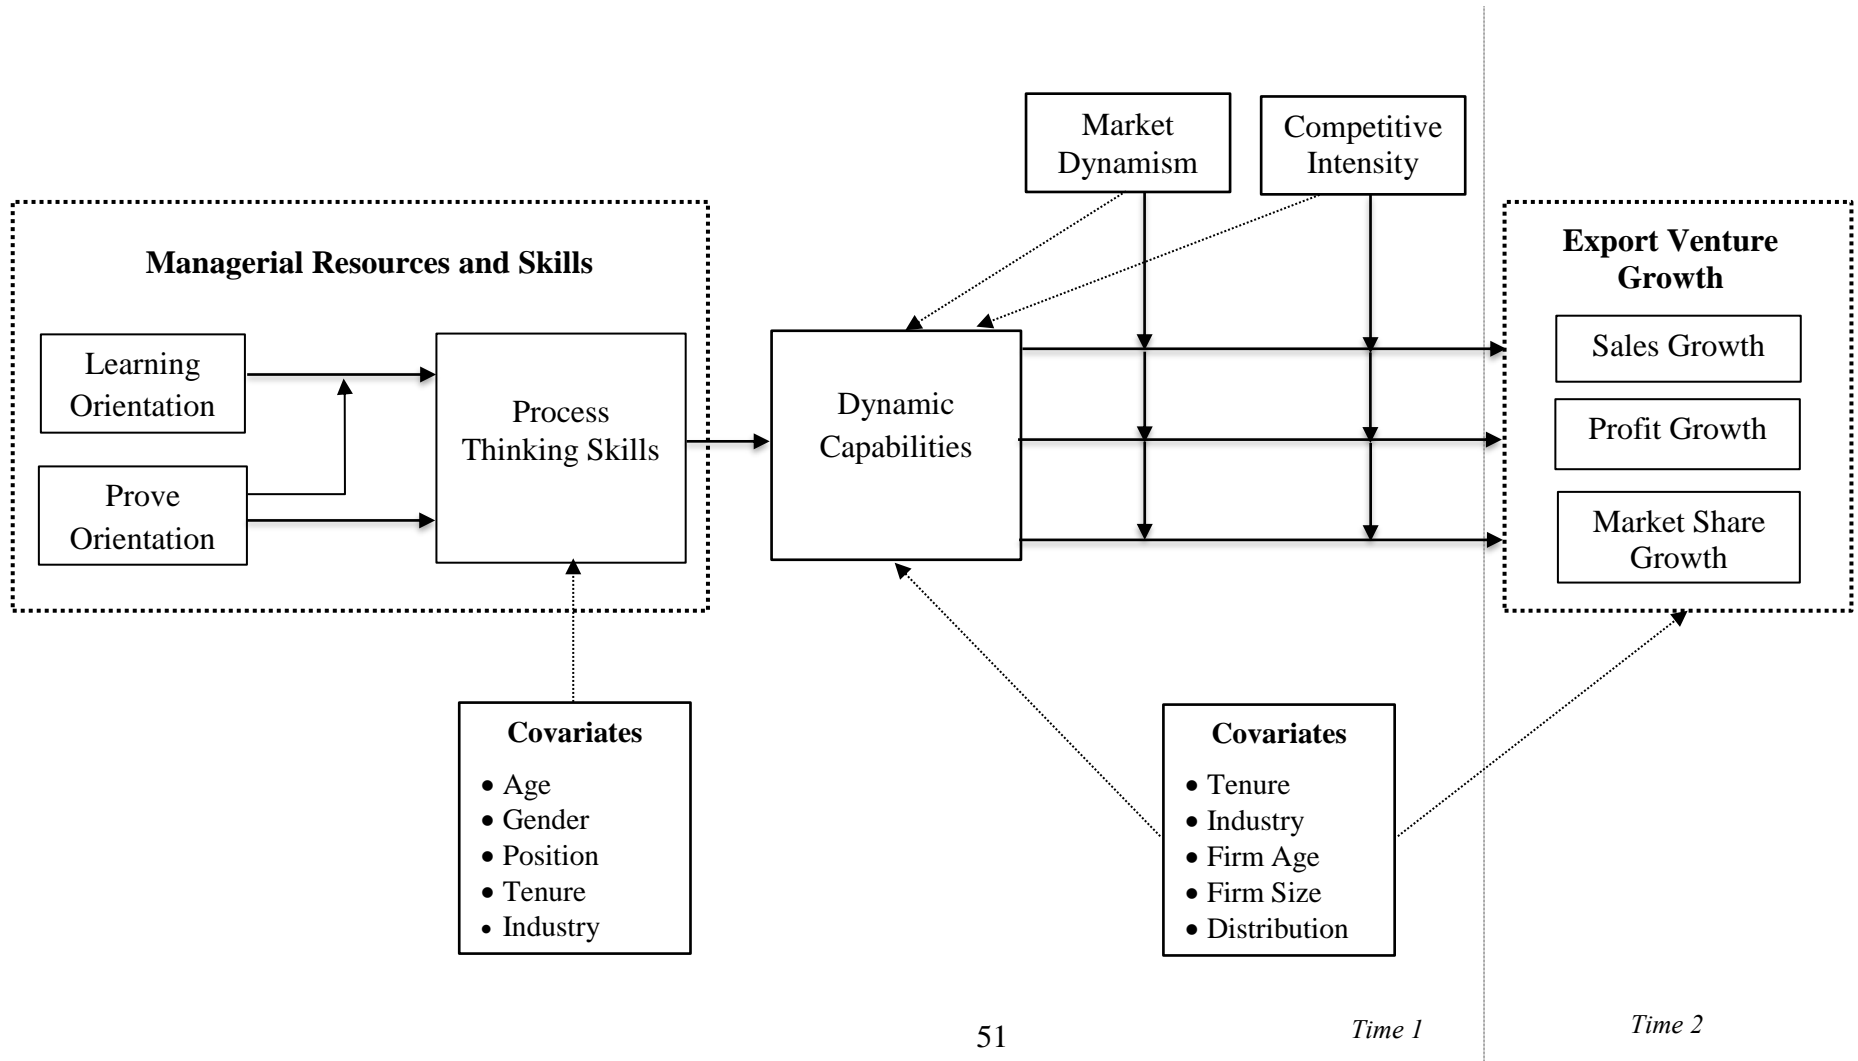 Market
Dynamism
Competitive
Intensity
Managerial Resources and Skills
Learning
Orientation
Prove
Orientation
Process
Thinking Skills
Dynamic
Capabilities
Export Venture
Growth
Sales Growth
Profit Growth
Market Share
Growth
Covariates
• Age
• Gender
• Position
• Tenure
• Industry
Covariates
• Tenure
• Industry
• Firm Age
• Firm Size
• Distribution
51
Time 1
Time 2